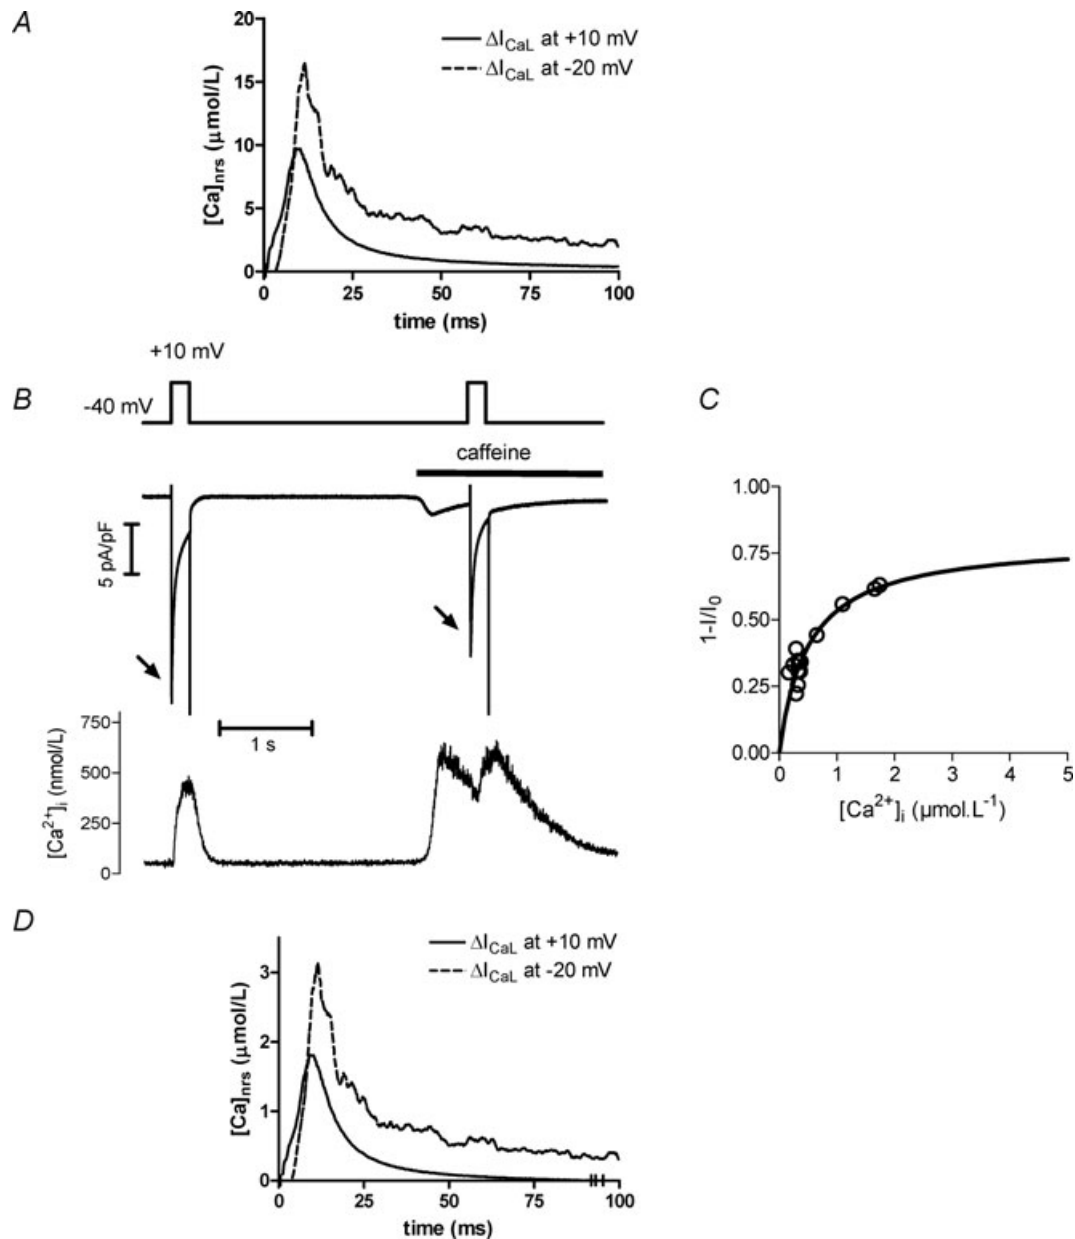 A
20
15
10
5
0
[Ca]nrs (μmol/L)
ΔICaL at +10 mV
ΔICaL at -20 mV
0 25 50 75 100
time (ms)
B
+10 mV
-40 mV
caffeine
5 pA/pF
1 s
750
500
250
0
[Ca2+]i (nmol/L)
C
1.00
0.75
0.50
0.25
0.00
1-I/I0
0 1 2 3 4 5
[Ca2+]i (μmol.L-1)
D
3
2
1
0
[Ca]nrs (μmol/L)
ΔICaL at +10 mV
ΔICaL at -20 mV
0 25 50 75 100
time (ms)